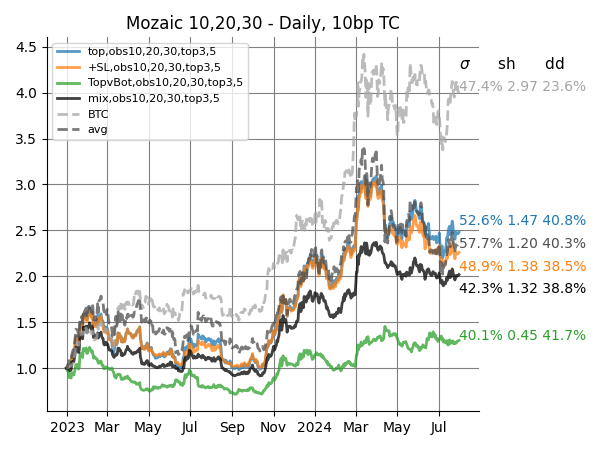 Mozaic 10,20,30 - Daily, 10bp TC
top,obs10,20,30,top3,5
+SL,obs10,20,30,top3,5
TopvBot,obs10,20,30,top3,5
mix,obs10,20,30,top3,5
BTC
avg
σ sh dd
47.4% 2.97 23.6%
52.6% 1.47 40.8%
57.7% 1.20 40.3%
48.9% 1.38 38.5%
42.3% 1.32 38.8%
40.1% 0.45 41.7%
4.5
4.0
3.5
3.0
2.5
2.0
1.5
1.0
2023 Mar May Jul Sep Nov 2024 Mar May Jul